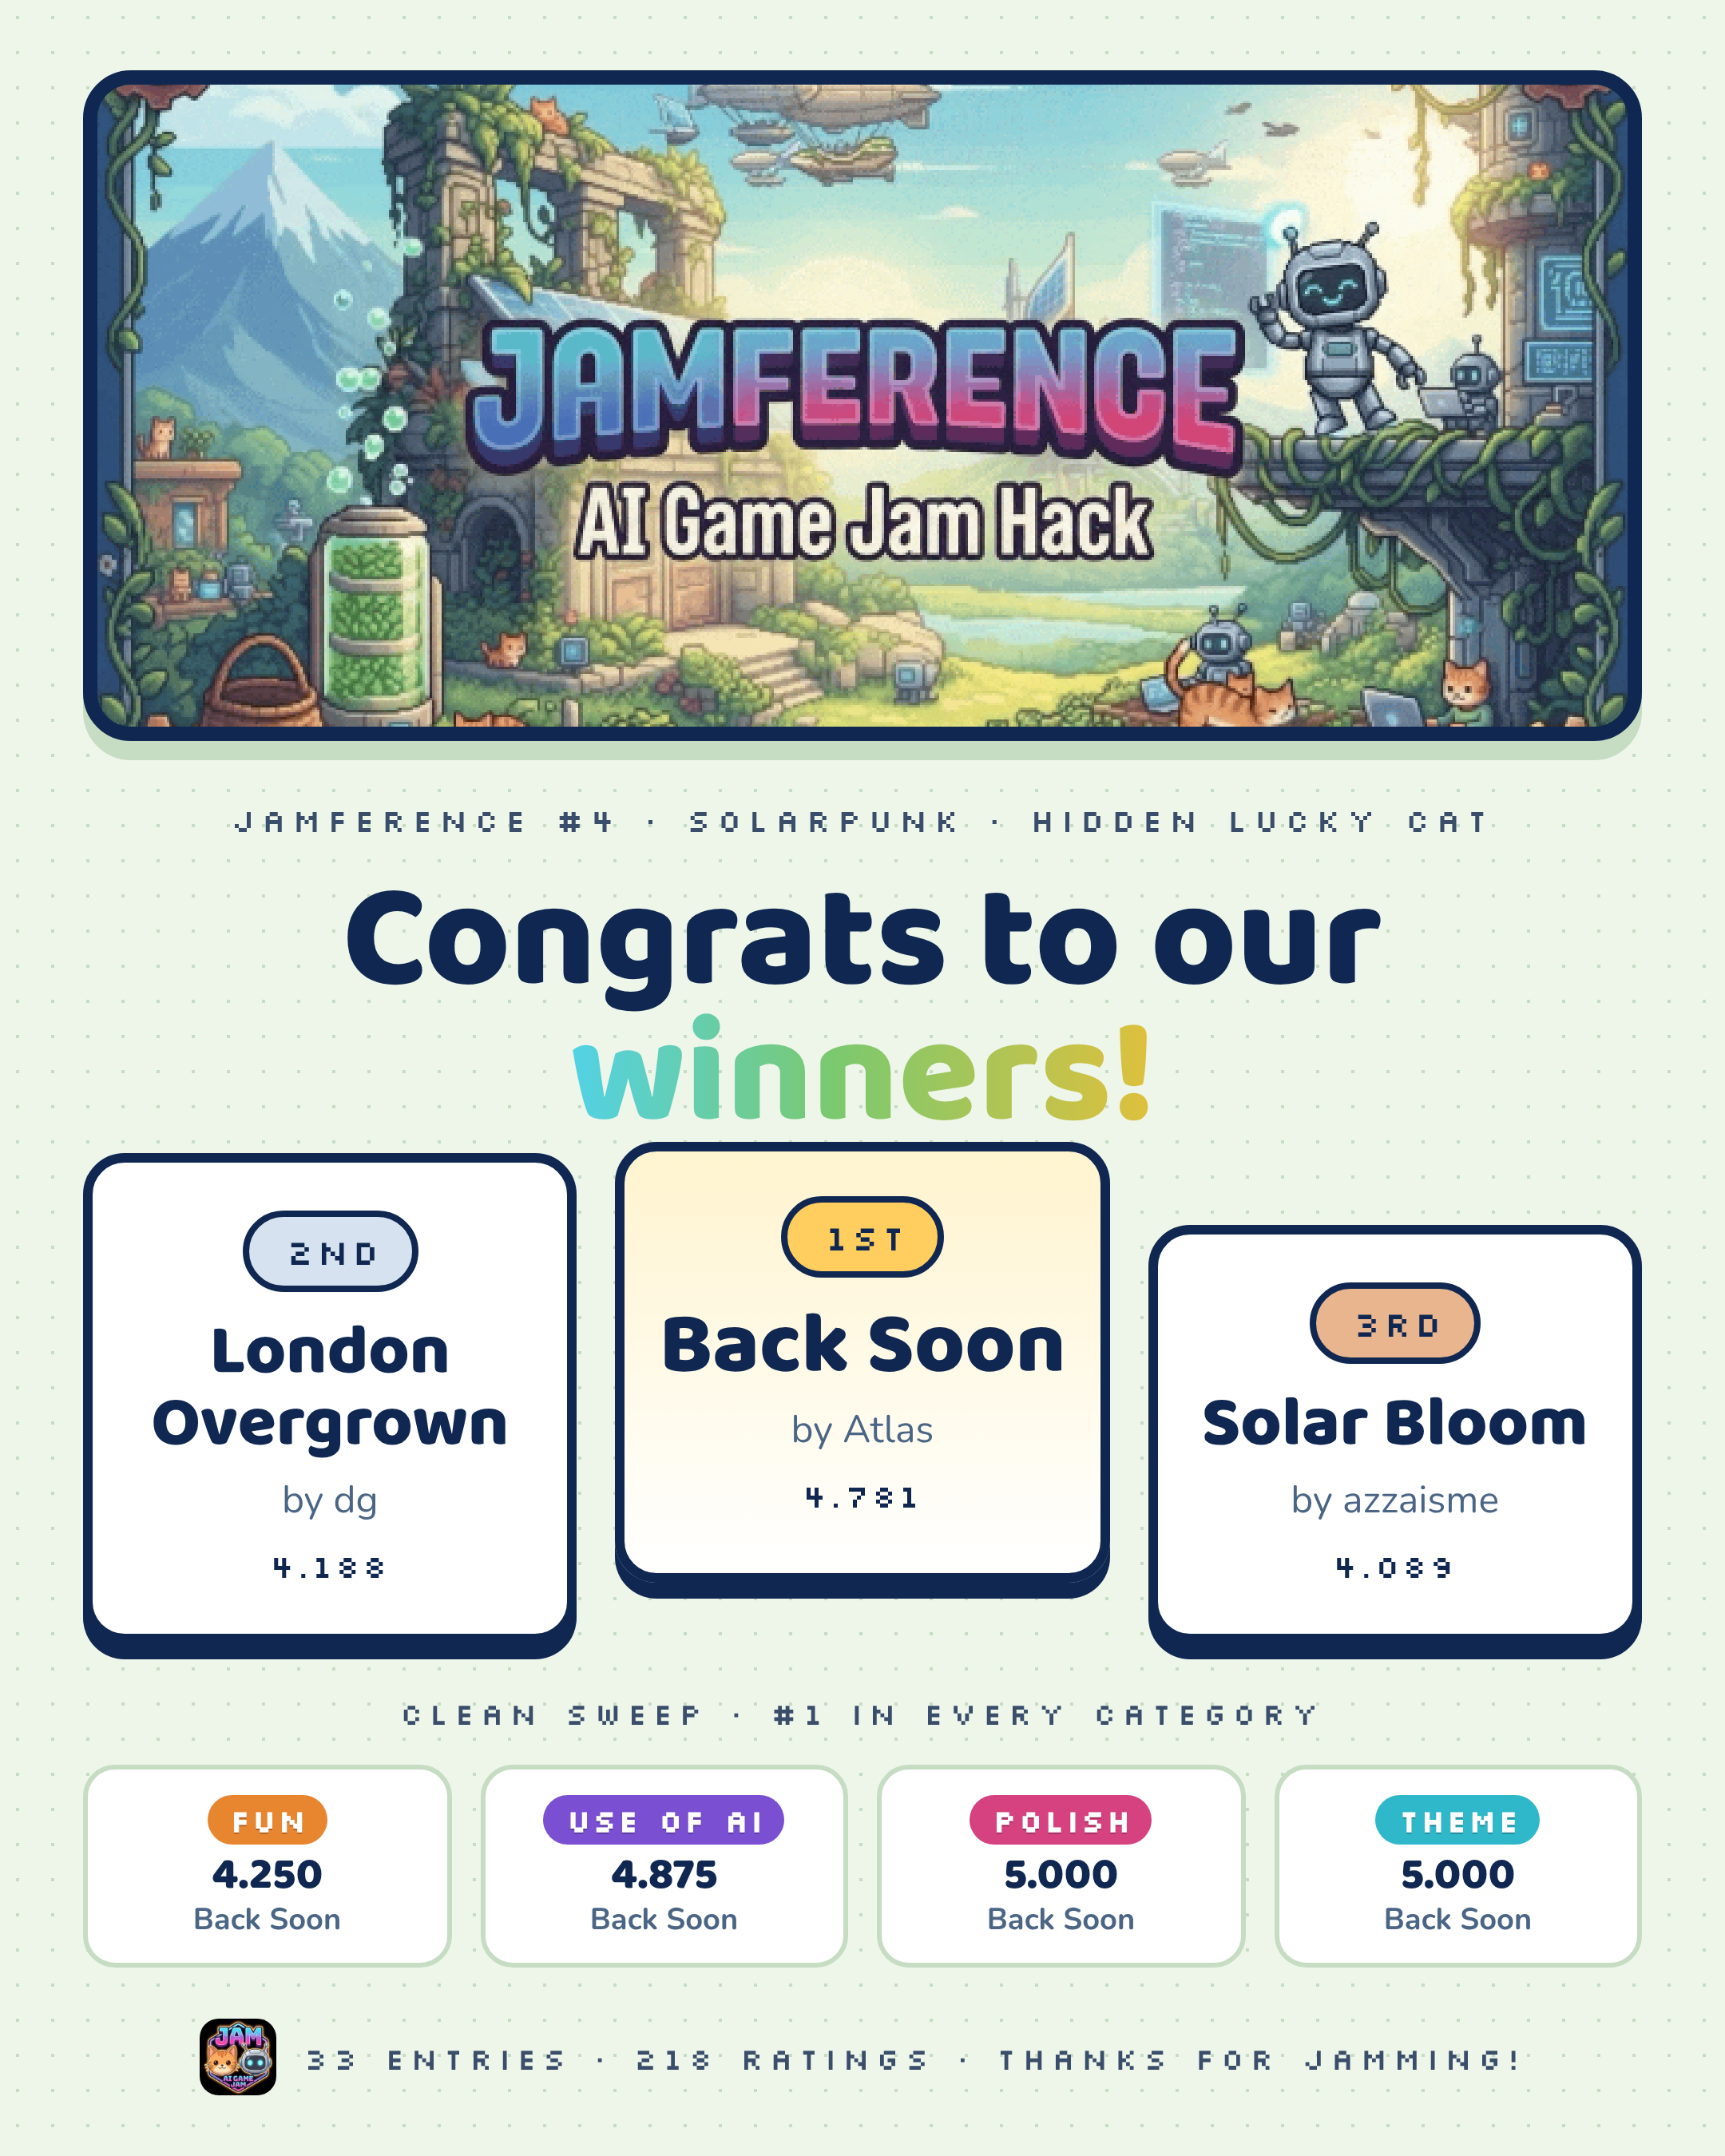 JAMFERENCE
AI Game Jam Hack
JAMFERENCE #4 · SOLARPUNK · HIDDEN LUCKY CAT
Congrats to our
winners!
2ND
London
Overgrown
by dg
4.188
1ST
Back Soon
by Atlas
4.781
3RD
Solar Bloom
by azzaisme
4.089
CLEAN SWEEP · #1 IN EVERY CATEGORY
FUN
4.250
Back Soon
USE OF AI
4.875
Back Soon
POLISH
5.000
Back Soon
THEME
5.000
Back Soon
JAM
AI GAME
JAM
33 ENTRIES · 218 RATINGS · THANKS FOR JAMMING!